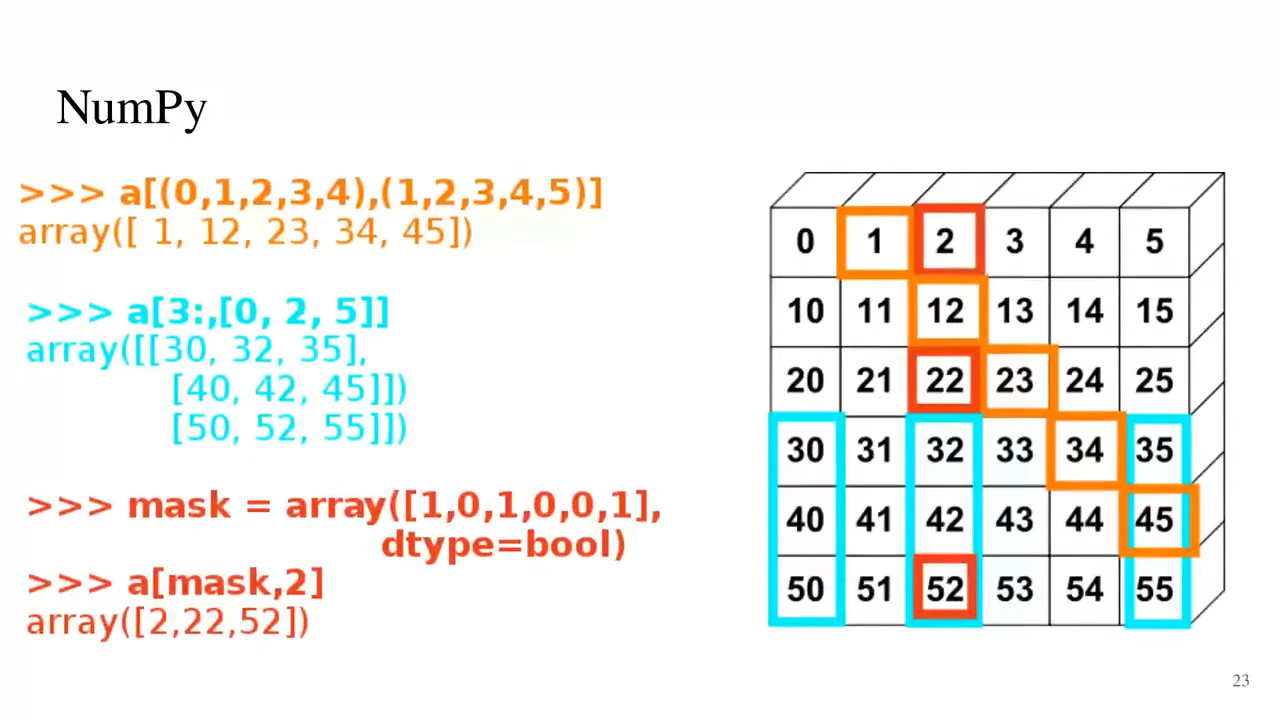 NumPy
>>> a[(0,1,2,3,4),(1,2,3,4,5)]
array([ 1, 12, 23, 34, 45])
>>> a[3:,[0, 2, 5]]
array([[30, 32, 35],
[40, 42, 45]])
[50, 52, 55]])
>>> mask = array([1,0,1,0,0,1],
dtype=bool)
>>> a[mask,2]
array([2,22,52])
0 1 2 3 4 5
10 11 12 13 14 15
20 21 22 23 24 25
30 31 32 33 34 35
40 41 42 43 44 45
50 51 52 53 54 55
23